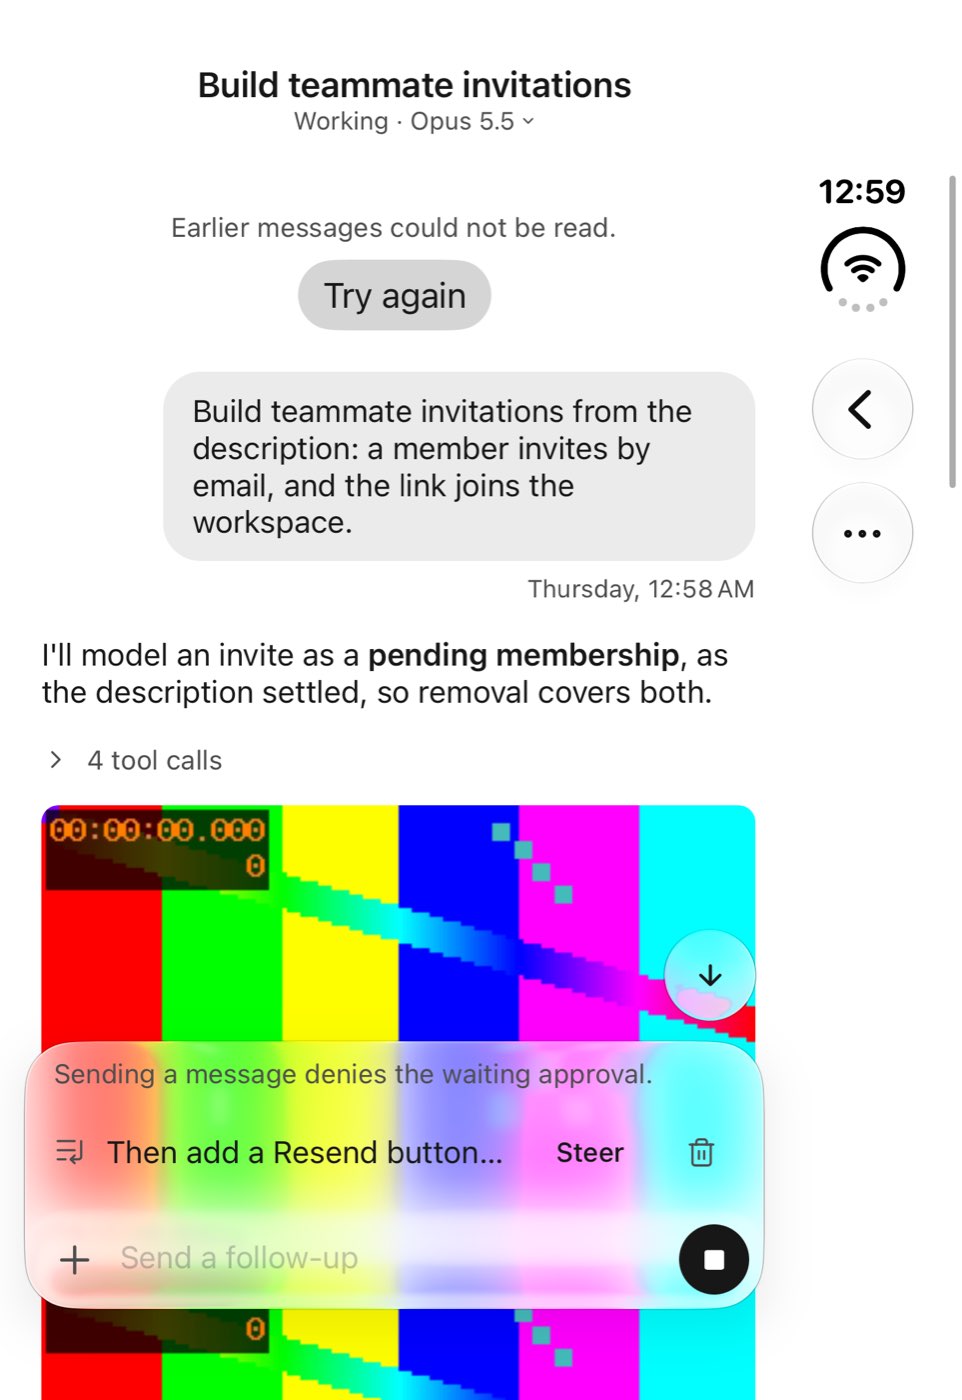 Build teammate invitations
Working · Opus 5.5
12:59
Earlier messages could not be read.
Try again
Build teammate invitations from the
description: a member invites by
email, and the link joins the
workspace.
Thursday, 12:58 AM
I'll model an invite as a pending membership, as
the description settled, so removal covers both.
4 tool calls
00:00:00.000
0
Sending a message denies the waiting approval.
Then add a Resend button...
Steer
Send a follow-up
0